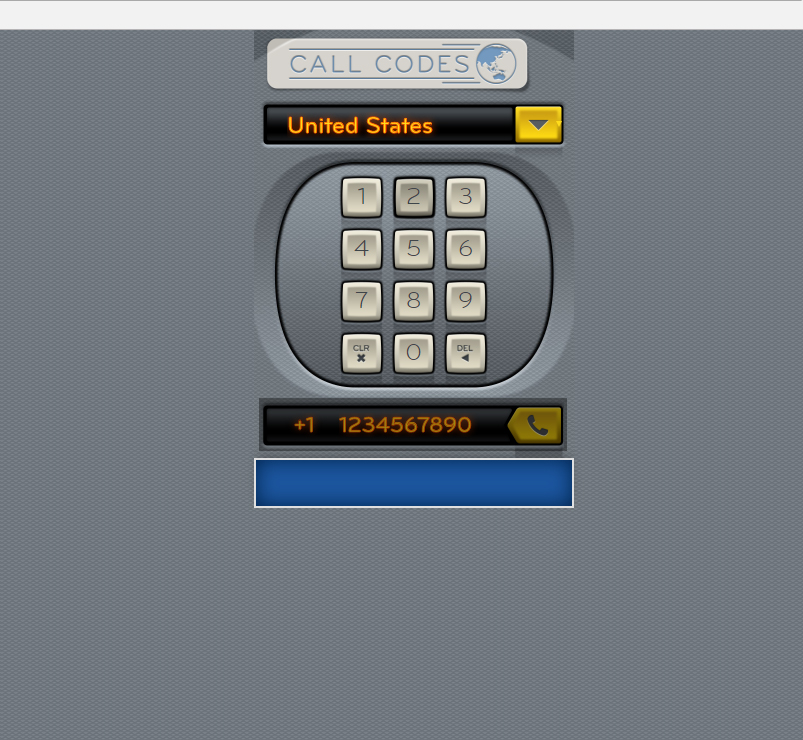 CALL CODES
United States
1 2 3
4 5 6
7 8 9
CLR 0 DEL
+1 1234567890